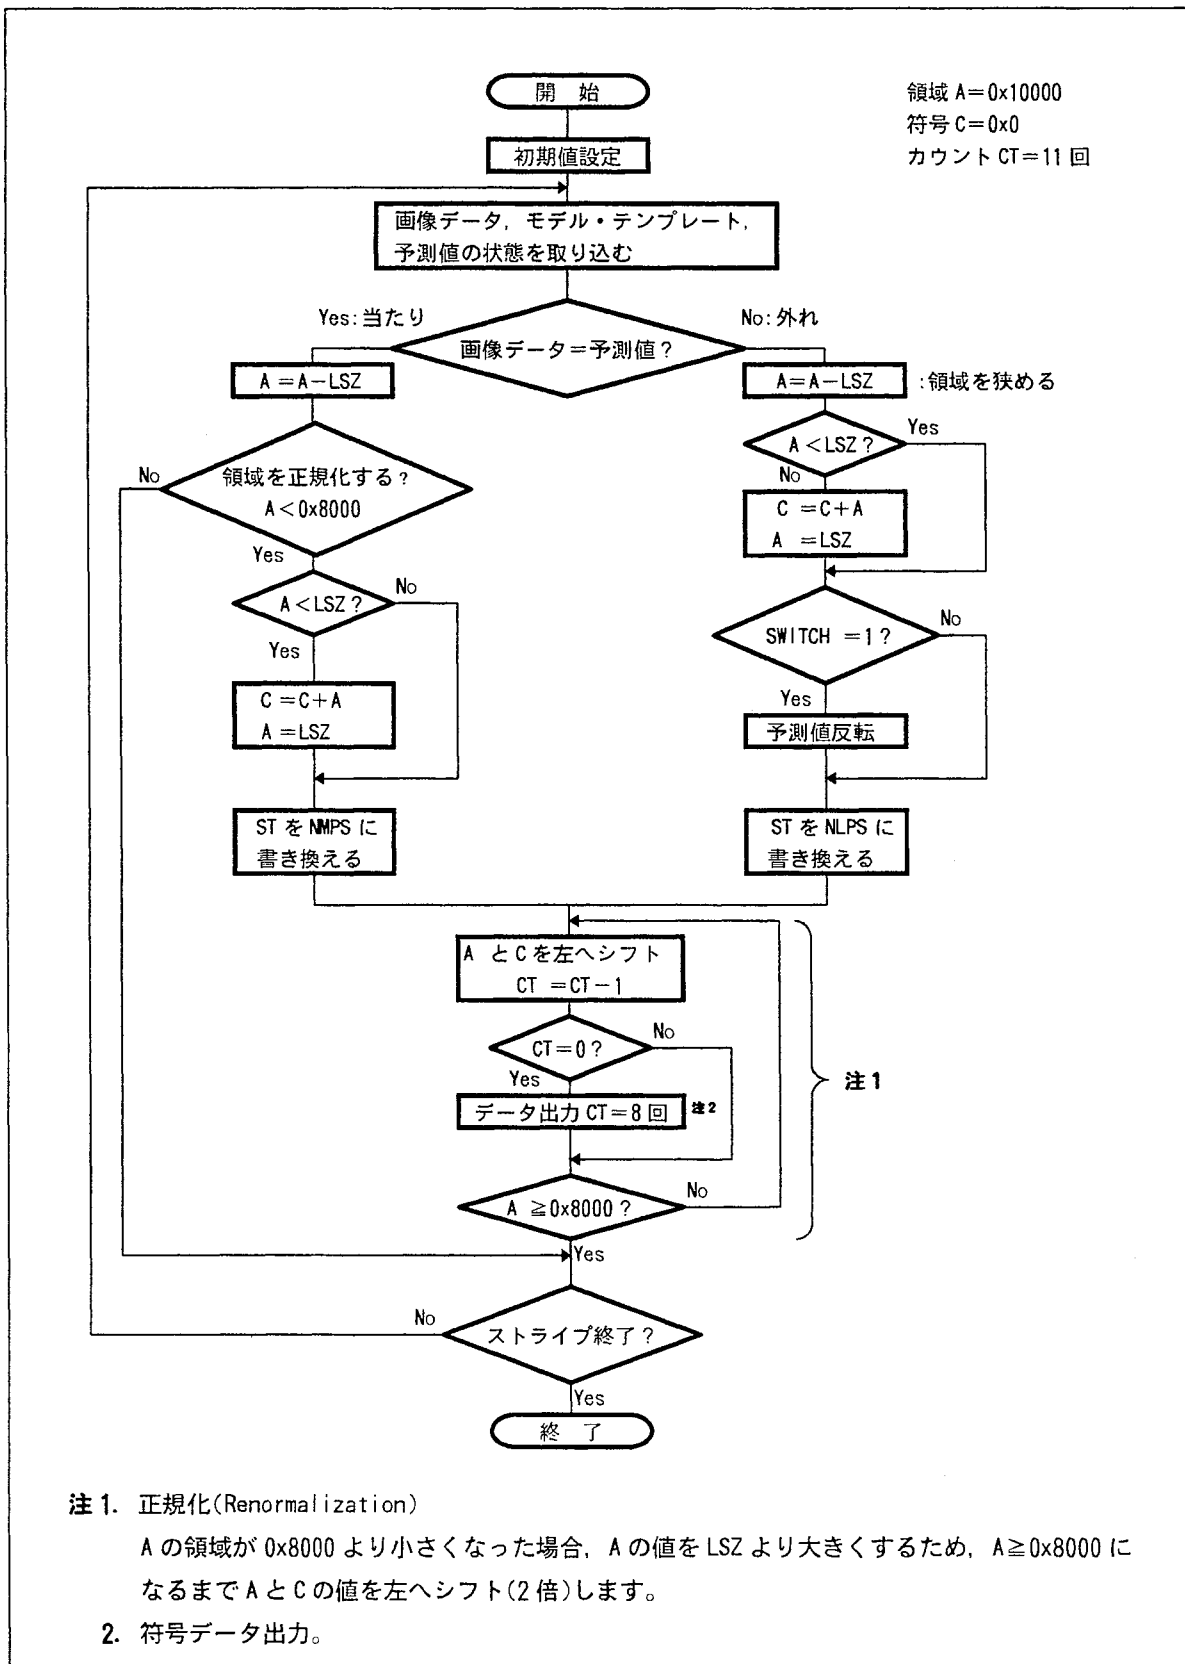 開 始
領域 A=0x10000
符号 C=0x0
カウント CT=11 回
初期値設定
画像データ, モデル・テンプレート,
予測値の状態を取り込む
Yes:当たり
No:外れ
画像データ=予測値?
A=A-LSZ
A=A-LSZ
:領域を狭める
領域を正規化する?
A<0x8000
No
Yes
A<LSZ?
Yes
No
C=C+A
A=LSZ
A<LSZ?
No
Yes
C=C+A
A=LSZ
SWITCH =1?
No
Yes
予測値反転
ST を NMPS に
書き換える
ST を NLPS に
書き換える
A と C を左へシフト
CT =CT-1
CT=0?
No
Yes
データ出力 CT=8 回 注2
注1
A ≧0x8000?
No
Yes
ストライプ終了?
No
Yes
終 了
注1. 正規化(Renormalization)
A の領域が 0x8000 より小さくなった場合, A の値を LSZ より大きくするため, A≧0x8000 に
なるまで A と C の値を左へシフト(2 倍)します。
2. 符号データ出力。